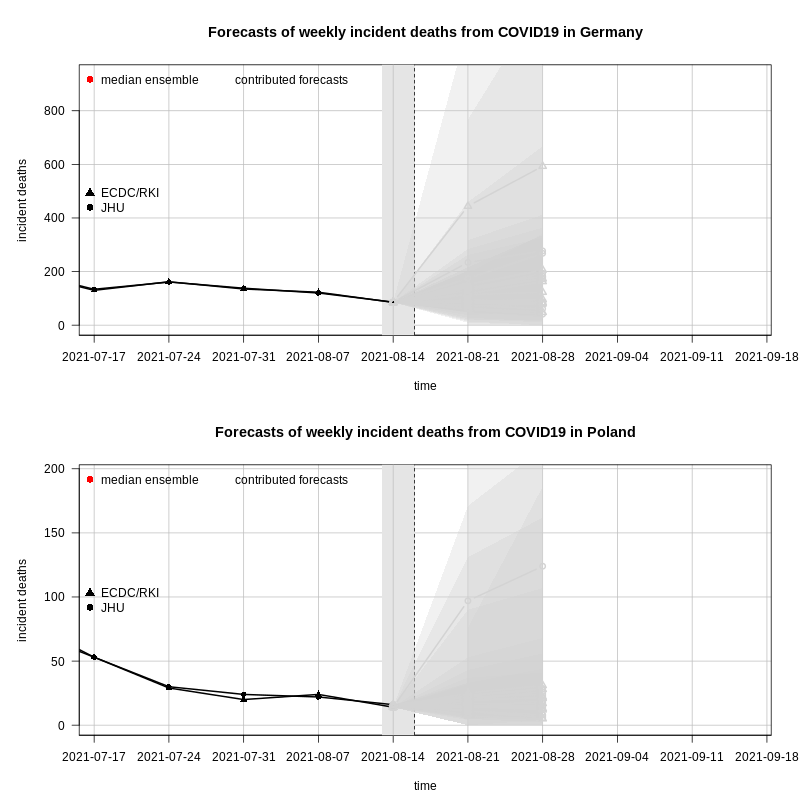 Forecasts of weekly incident deaths from COVID19 in Germany
median ensemble contributed forecasts
800
600
ECDC/RKI
JHU
400
200
0
incident deaths
2021-07-17 2021-07-24 2021-07-31 2021-08-07 2021-08-14 2021-08-21 2021-08-28 2021-09-04 2021-09-11 2021-09-18
time
Forecasts of weekly incident deaths from COVID19 in Poland
200
median ensemble contributed forecasts
150
100
ECDC/RKI
JHU
50
0
incident deaths
2021-07-17 2021-07-24 2021-07-31 2021-08-07 2021-08-14 2021-08-21 2021-08-28 2021-09-04 2021-09-11 2021-09-18
time